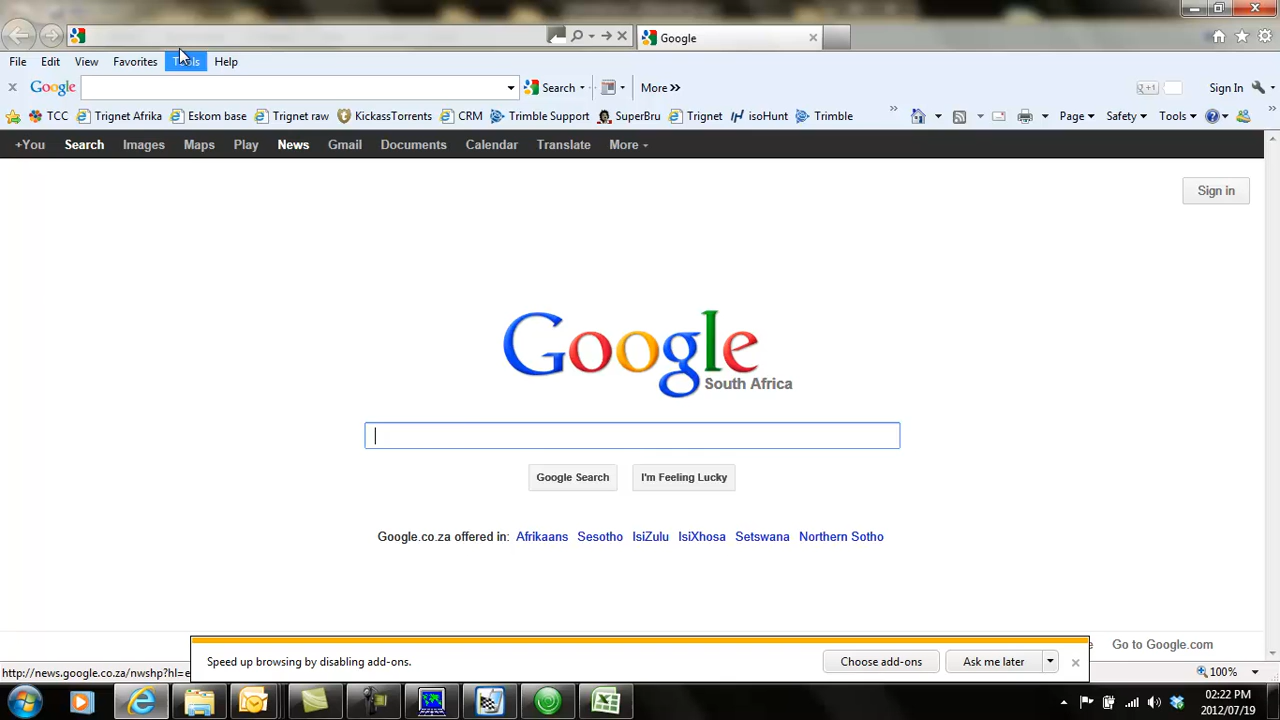 Google
File Edit View Favorites Tools Help
Google Search More » +1 Sign In
TCC Trignet Afrika Eskom base Trignet raw KickassTorrents CRM Trimble Support SuperBru Trignet isoHunt Trimble » Page Safety Tools »
+You Search Images Maps Play News Gmail Documents Calendar Translate More
Sign in
Google
South Africa
Google Search I'm Feeling Lucky
Google.co.za offered in: Afrikaans Sesotho IsiZulu IsiXhosa Setswana Northern Sotho
Go to Google.com
Speed up browsing by disabling add-ons. Choose add-ons Ask me later
http://news.google.co.za/nwshp?hl=e 100%
02:22 PM
2012/07/19